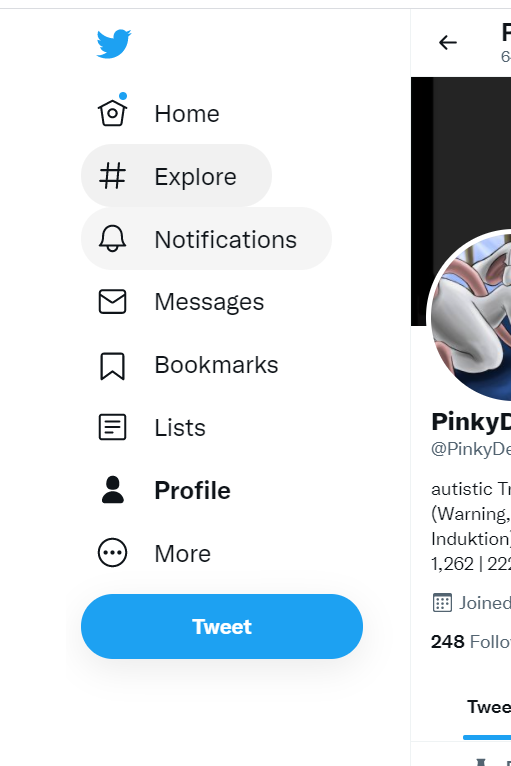 Home
Explore
Notifications
Messages
Bookmarks
Lists
Profile
More
Tweet
PinkyD
@PinkyDe
autistic Tr
(Warning,
Induktion)
1,262 | 222
Joined
248 Follo
Twee